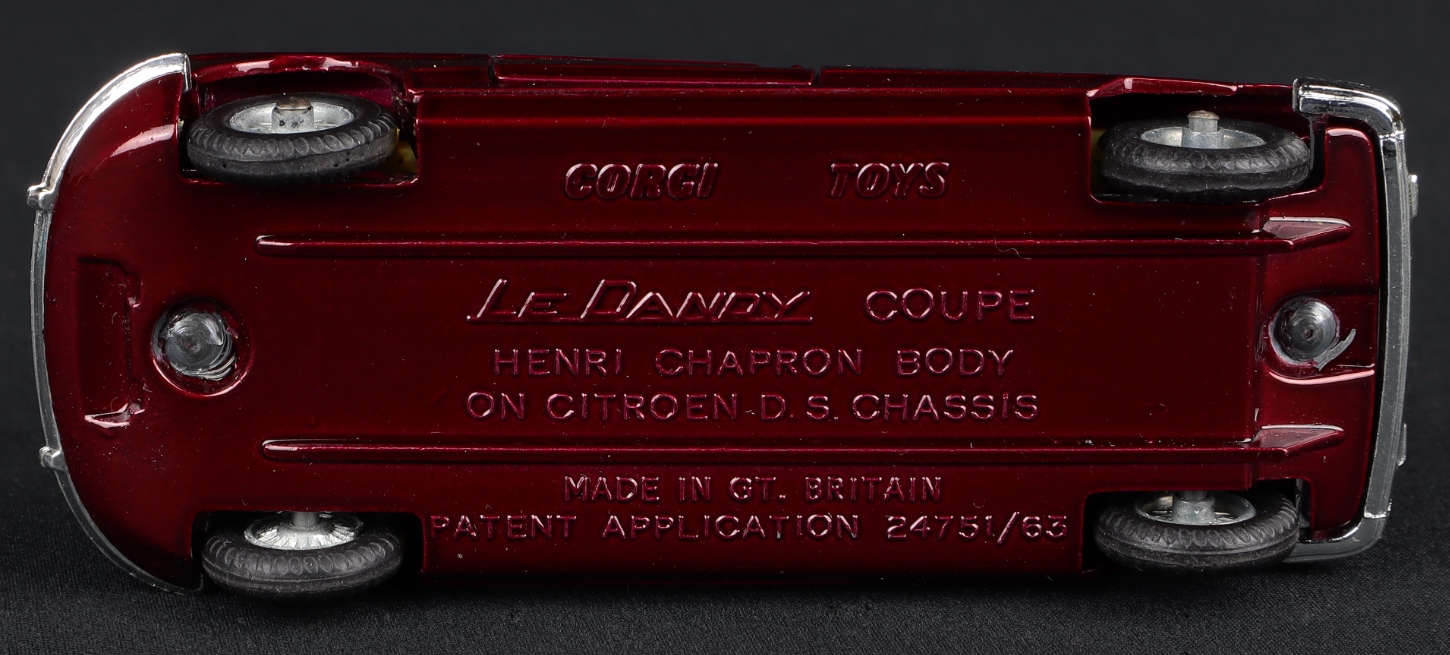 CORGI TOYS
LE DANDY COUPE
HENRI CHAPRON BODY
ON CITROEN D.S. CHASSIS
MADE IN GT. BRITAIN
PATENT APPLICATION 24751/63